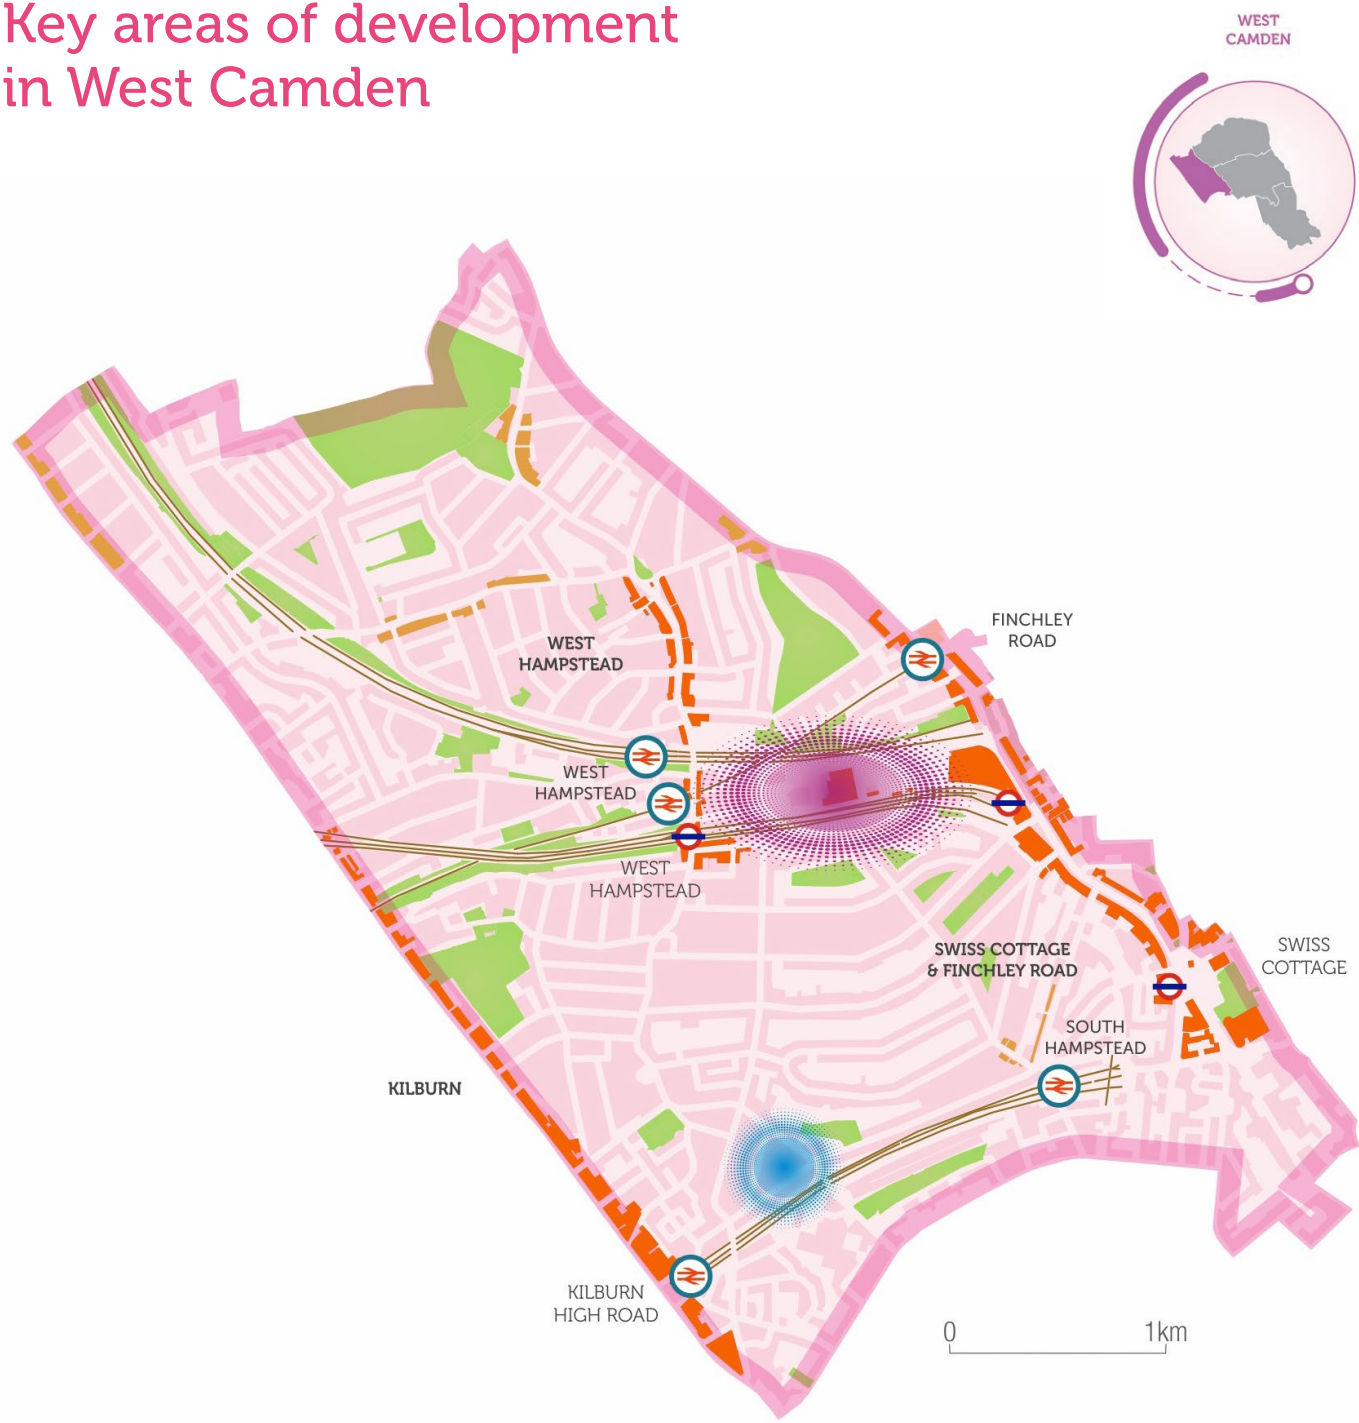 Key areas of development
in West Camden
WEST
CAMDEN
FINCHLEY
ROAD
WEST
HAMPSTEAD
WEST
HAMPSTEAD
WEST
HAMPSTEAD
SWISS COTTAGE
& FINCHLEY ROAD
SWISS
COTTAGE
SOUTH
HAMPSTEAD
KILBURN
KILBURN
HIGH ROAD
0 1km